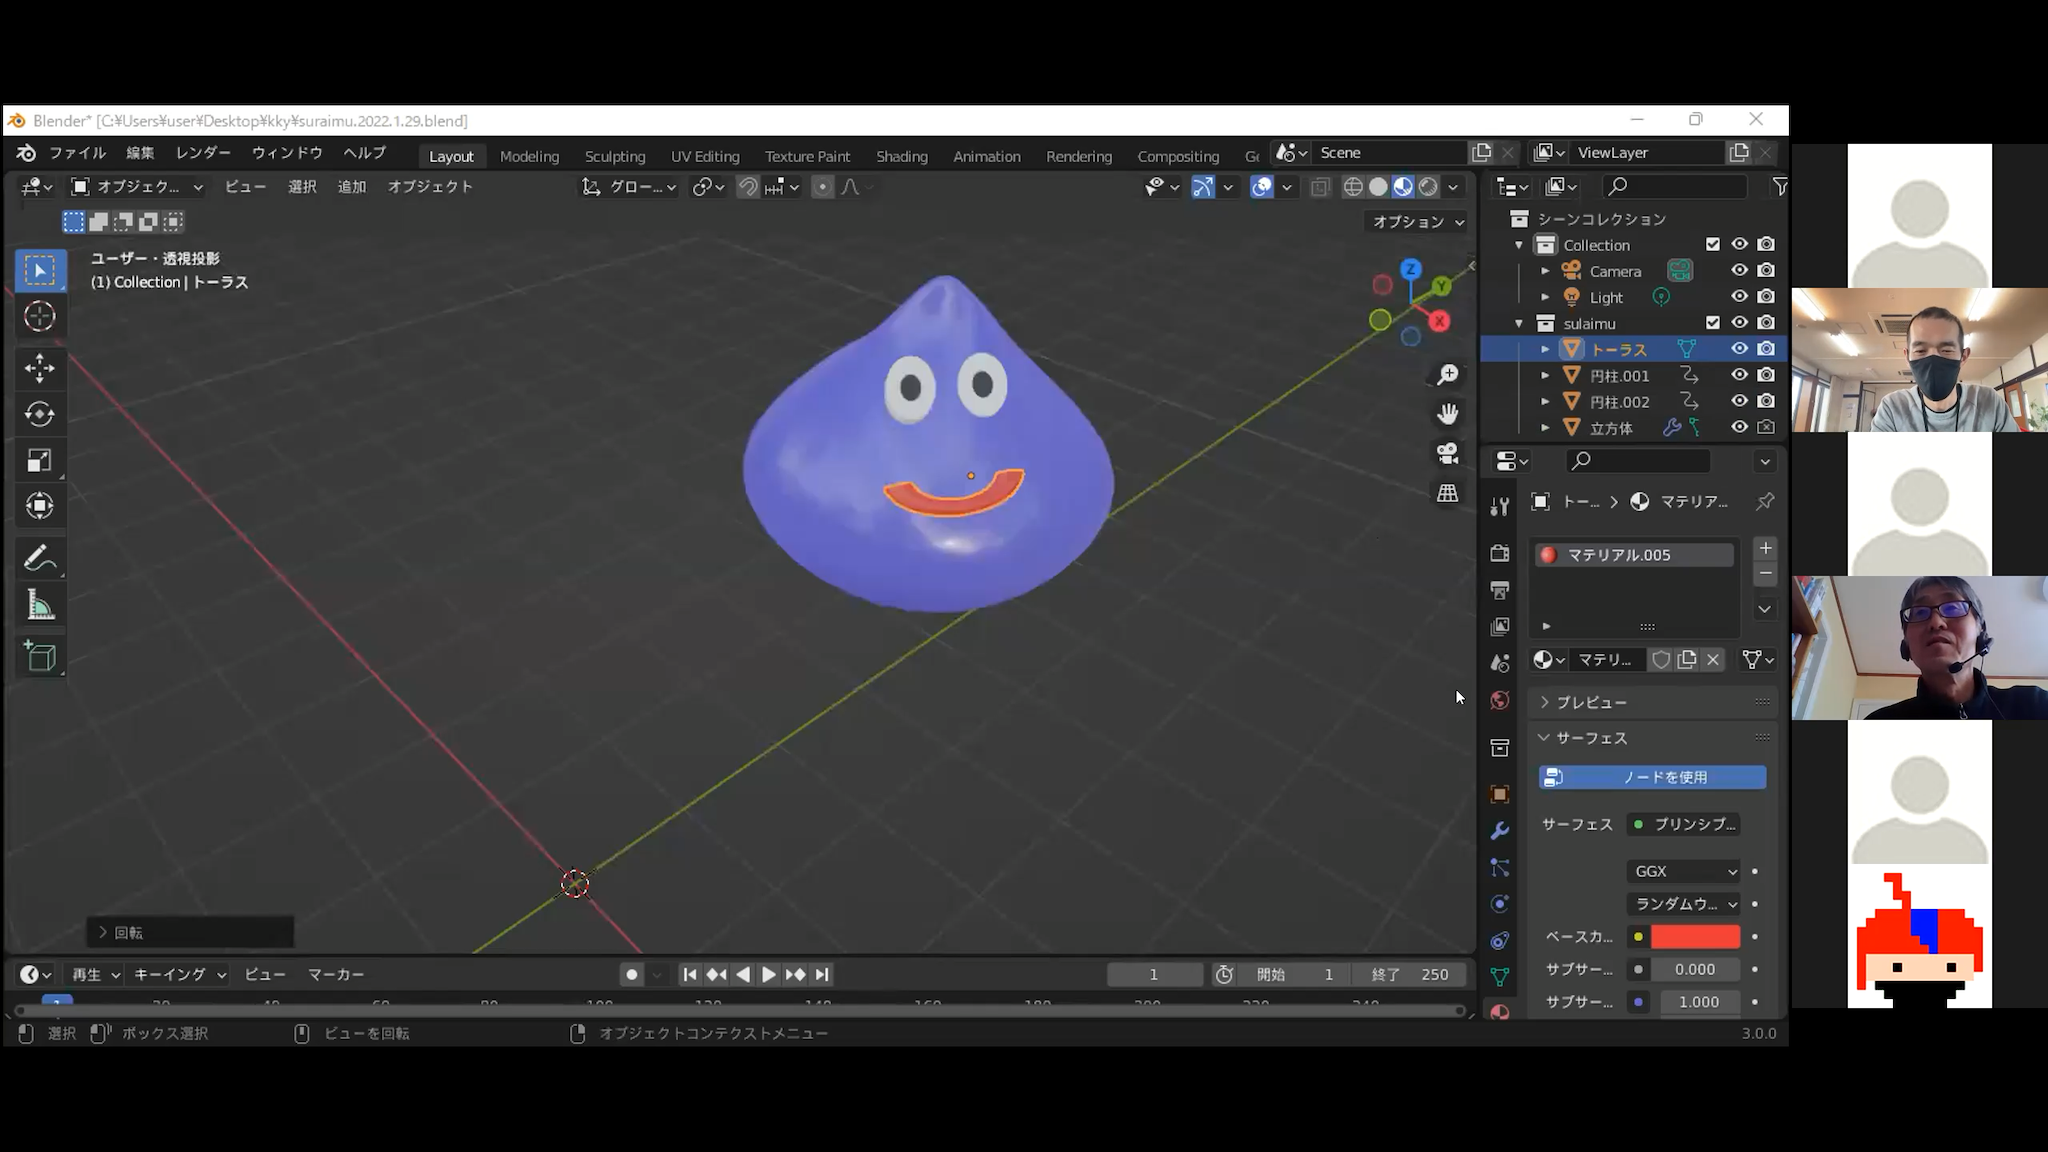 Blender* [C:¥Users¥user¥Desktop¥kky¥suraimu.2022.1.29.blend]
ファイル 編集 レンダー ウィンドウ ヘルプ Layout Modeling Sculpting UV Editing Texture Paint Shading Animation Rendering Compositing Scene ViewLayer
オブジェク... ビュー 選択 追加 オブジェクト グロー...
オプション
ユーザー・透視投影
(1) Collection | トーラス
Z
Y
X
シーンコレクション
Collection
Camera
Light
sulaimu
トーラス
円柱.001
円柱.002
立方体
トー... マテリア...
マテリアル.005
マテリ...
プレビュー
サーフェス
ノードを使用
サーフェス プリンシプ...
GGX
ランダムウ...
ベースカ...
サブサー... 0.000
サブサー... 1.000
回転
再生 キーイング ビュー マーカー 1 開始 1 終了 250
選択 ボックス選択 ビューを回転 オブジェクトコンテクストメニュー 3.0.0